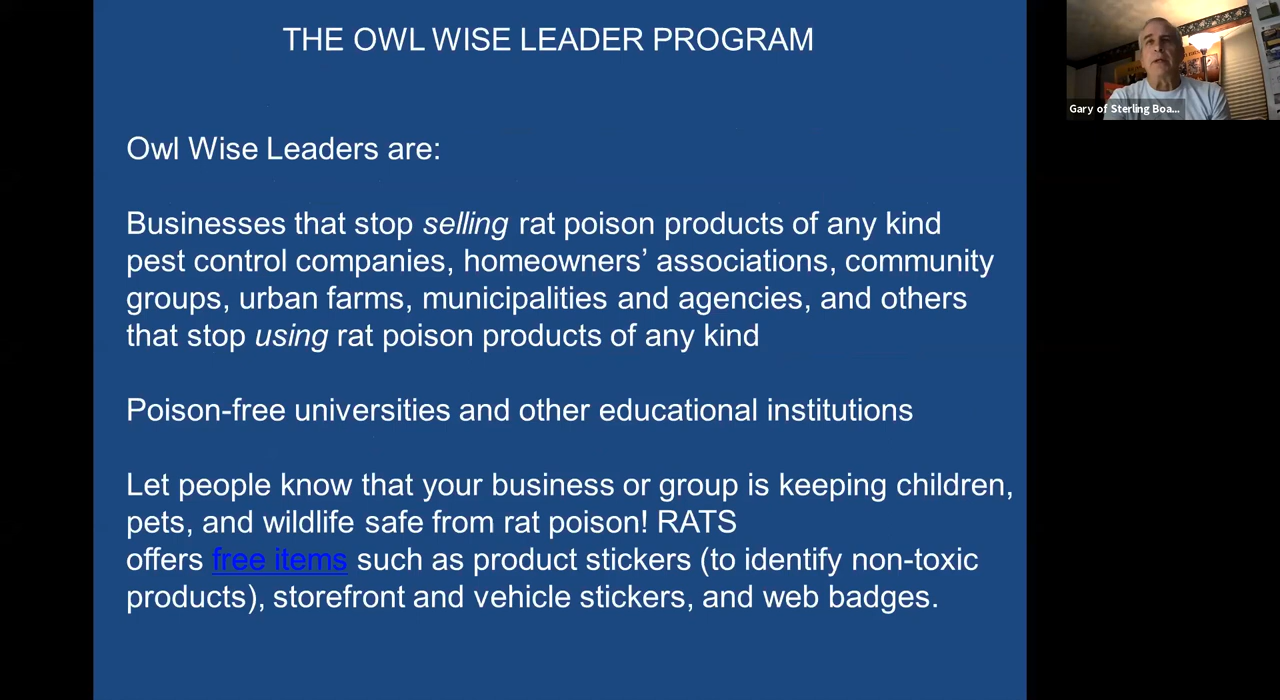 THE OWL WISE LEADER PROGRAM
Gary of Sterling Boa...
Owl Wise Leaders are:
Businesses that stop selling rat poison products of any kind
pest control companies, homeowners’ associations, community
groups, urban farms, municipalities and agencies, and others
that stop using rat poison products of any kind
Poison-free universities and other educational institutions
Let people know that your business or group is keeping children,
pets, and wildlife safe from rat poison! RATS
offers free items such as product stickers (to identify non-toxic
products), storefront and vehicle stickers, and web badges.